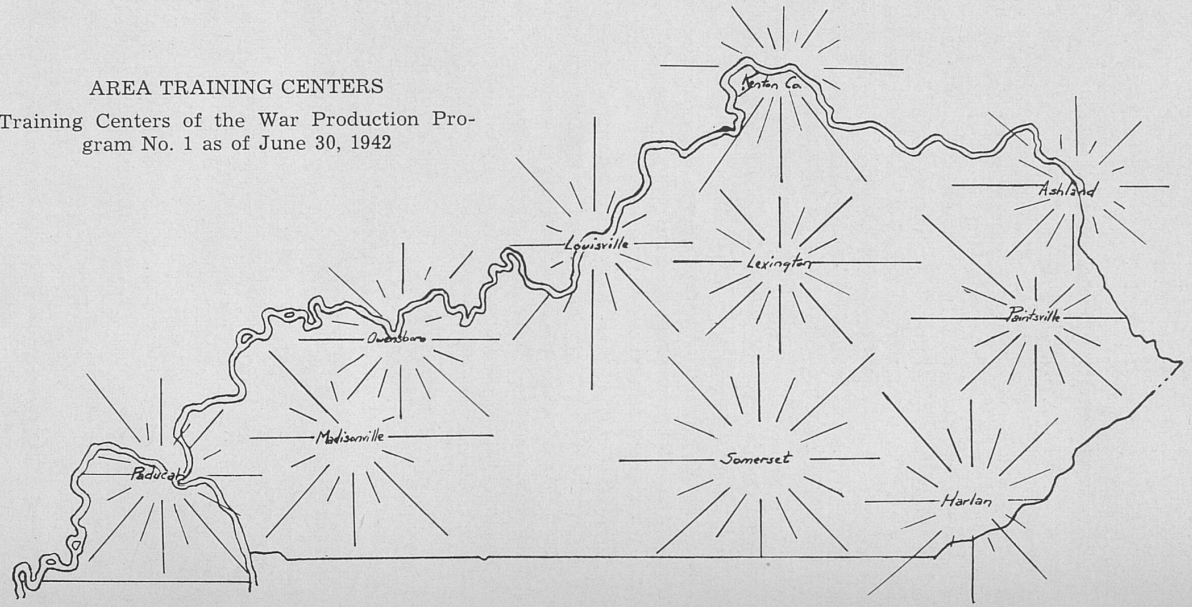 AREA TRAINING CENTERS
Training Centers of the War Production Pro-
gram No. 1 as of June 30, 1942
Kenton Co.
Ashland
Louisville
Lexington
Paintsville
Owensboro
Madisonville
Somerset
Paducah
Harlan